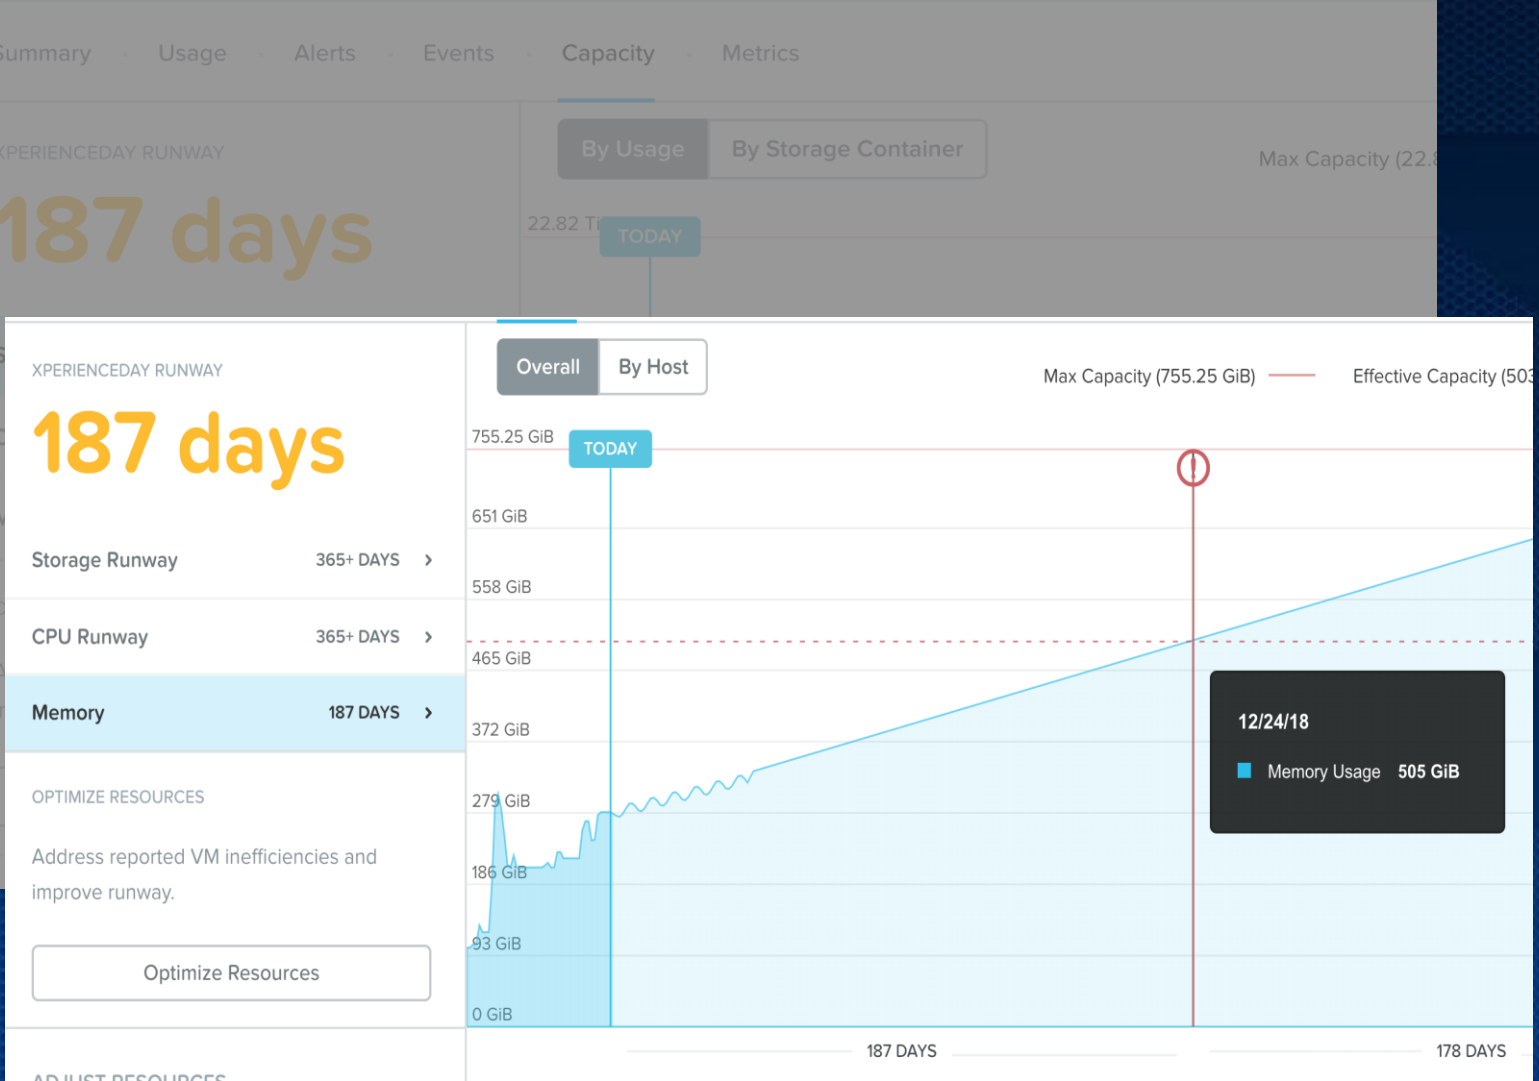 Summary Usage Alerts Events Capacity Metrics
XPERIENCEDAY RUNWAY
By Usage By Storage Container
Max Capacity (22.8
187 days
22.82 Ti
TODAY
XPERIENCEDAY RUNWAY
Overall By Host
Max Capacity (755.25 GiB) Effective Capacity (503
187 days
755.25 GiB
TODAY
651 GiB
Storage Runway 365+ DAYS
558 GiB
CPU Runway 365+ DAYS
465 GiB
Memory 187 DAYS
372 GiB
12/24/18
Memory Usage 505 GiB
OPTIMIZE RESOURCES
279 GiB
Address reported VM inefficiencies and
improve runway.
186 GiB
93 GiB
Optimize Resources
0 GiB
187 DAYS
178 DAYS
ADJUST RESOURCES